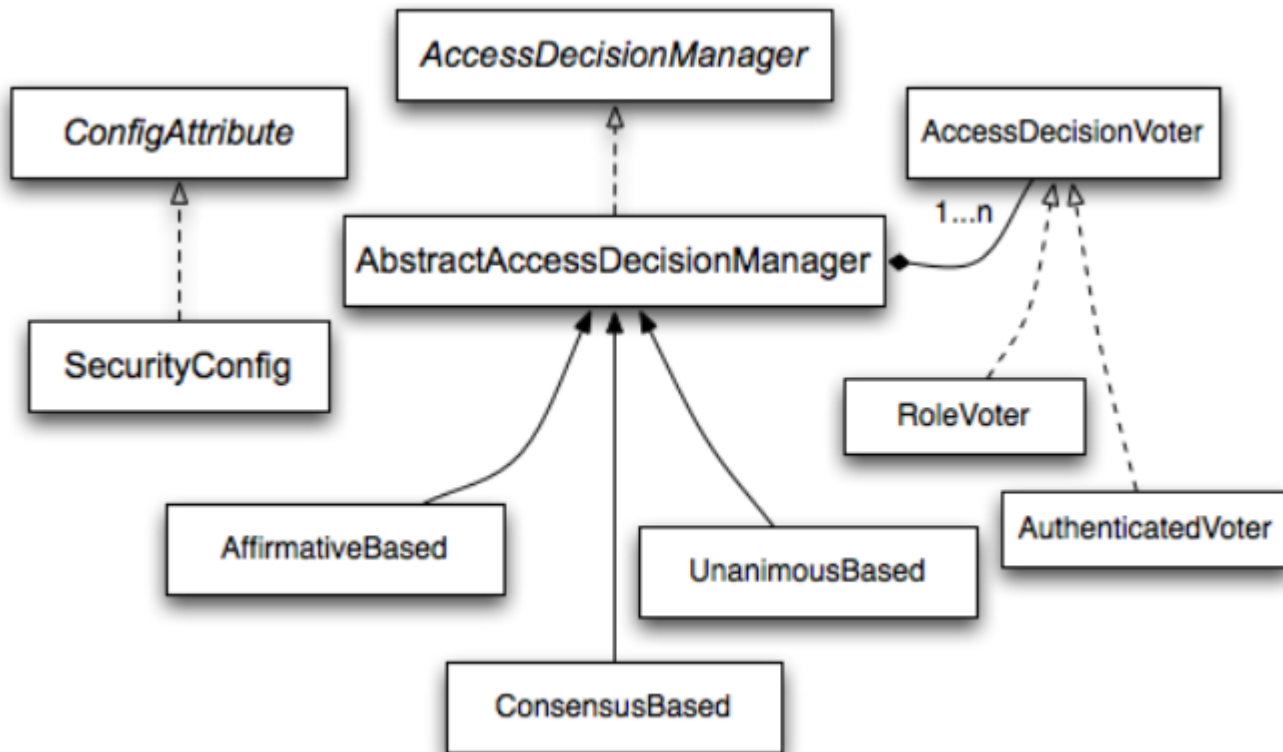 AccessDecisionManager
ConfigAttribute
AccessDecisionVoter
1...n
AbstractAccessDecisionManager
SecurityConfig
RoleVoter
AuthenticatedVoter
AffirmativeBased
UnanimousBased
ConsensusBased